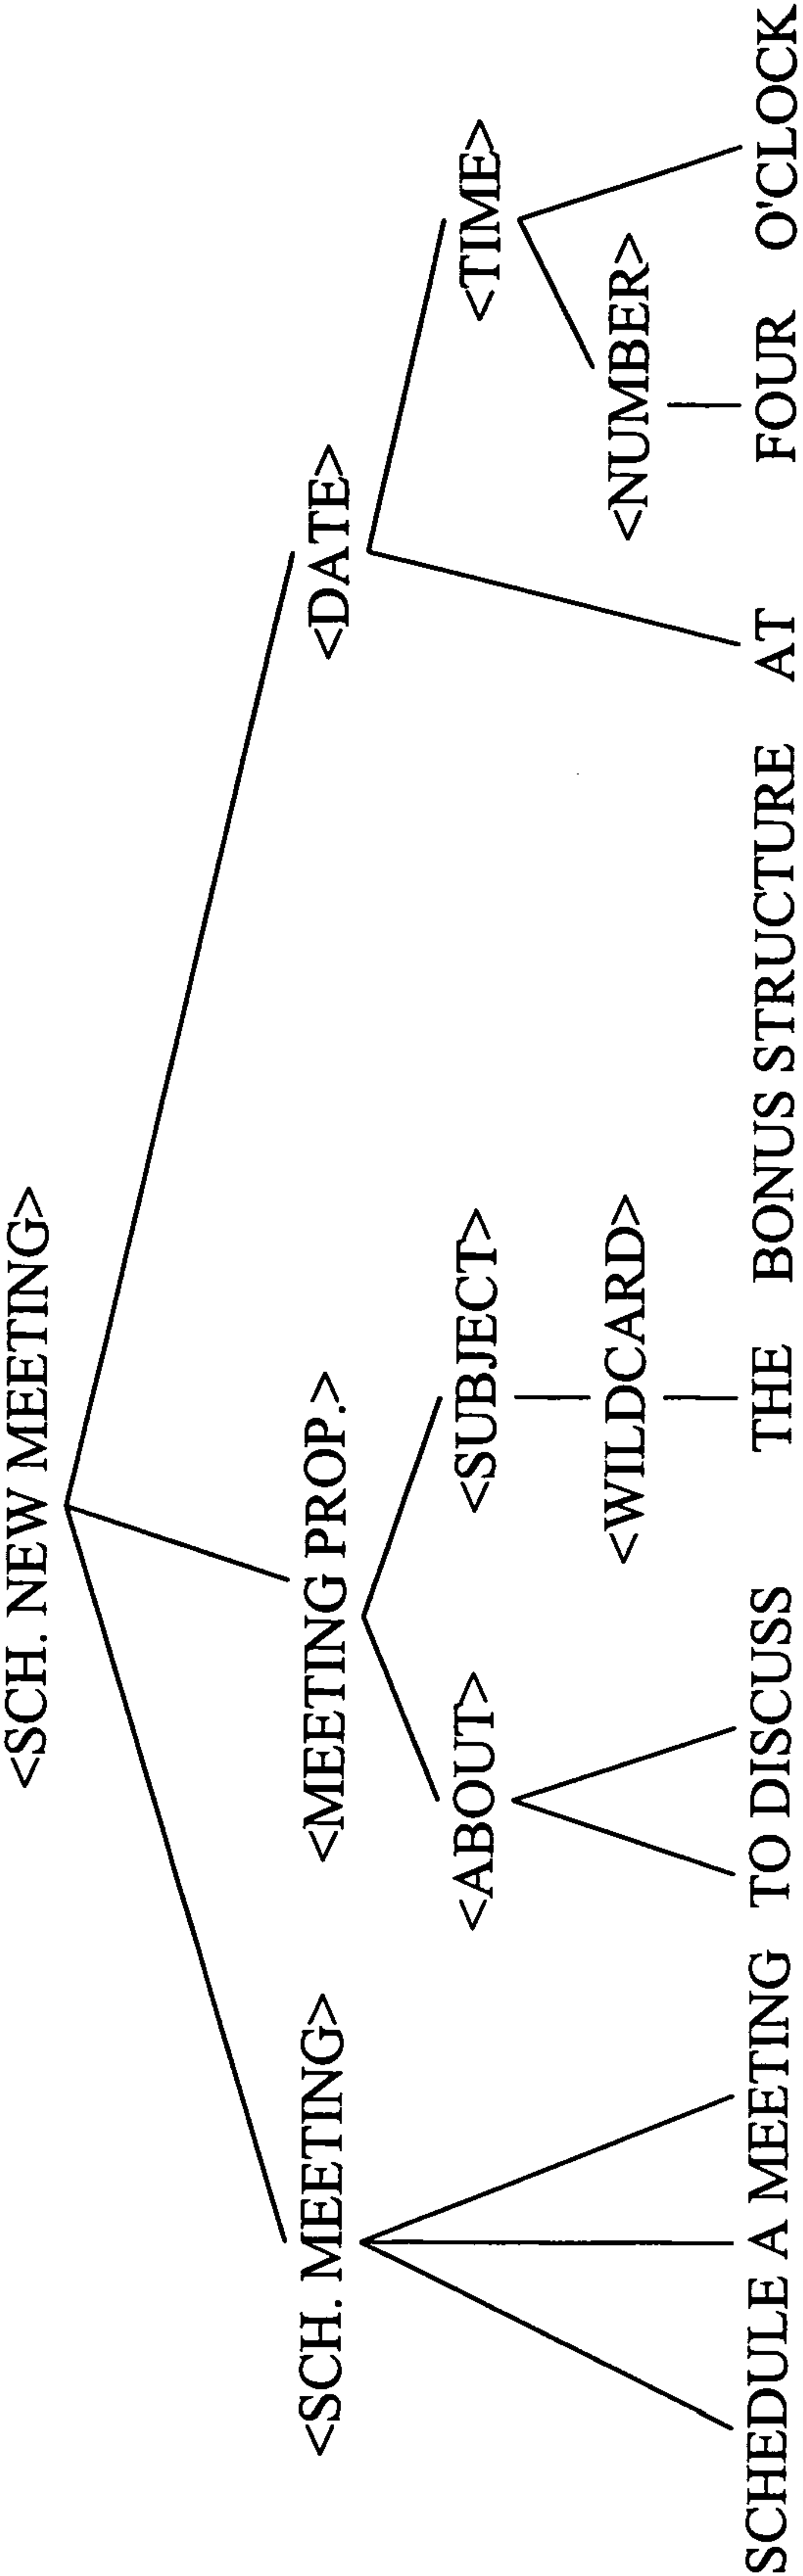 <SCH. NEW MEETING>
<SCH. MEETING> <MEETING PROP.> <DATE>
<ABOUT> <SUBJECT> <TIME>
<WILDCARD> <NUMBER>
SCHEDULE A MEETING TO DISCUSS THE BONUS STRUCTURE AT FOUR O'CLOCK